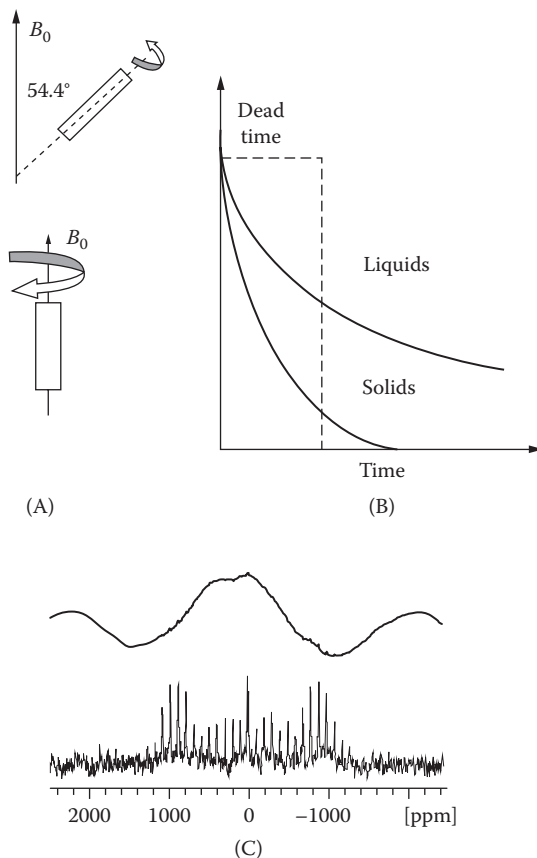 B₀
54.4°
B₀
(A)
Dead
time
Liquids
Solids
Time
(B)
2000 1000 0 −1000 [ppm]
(C)